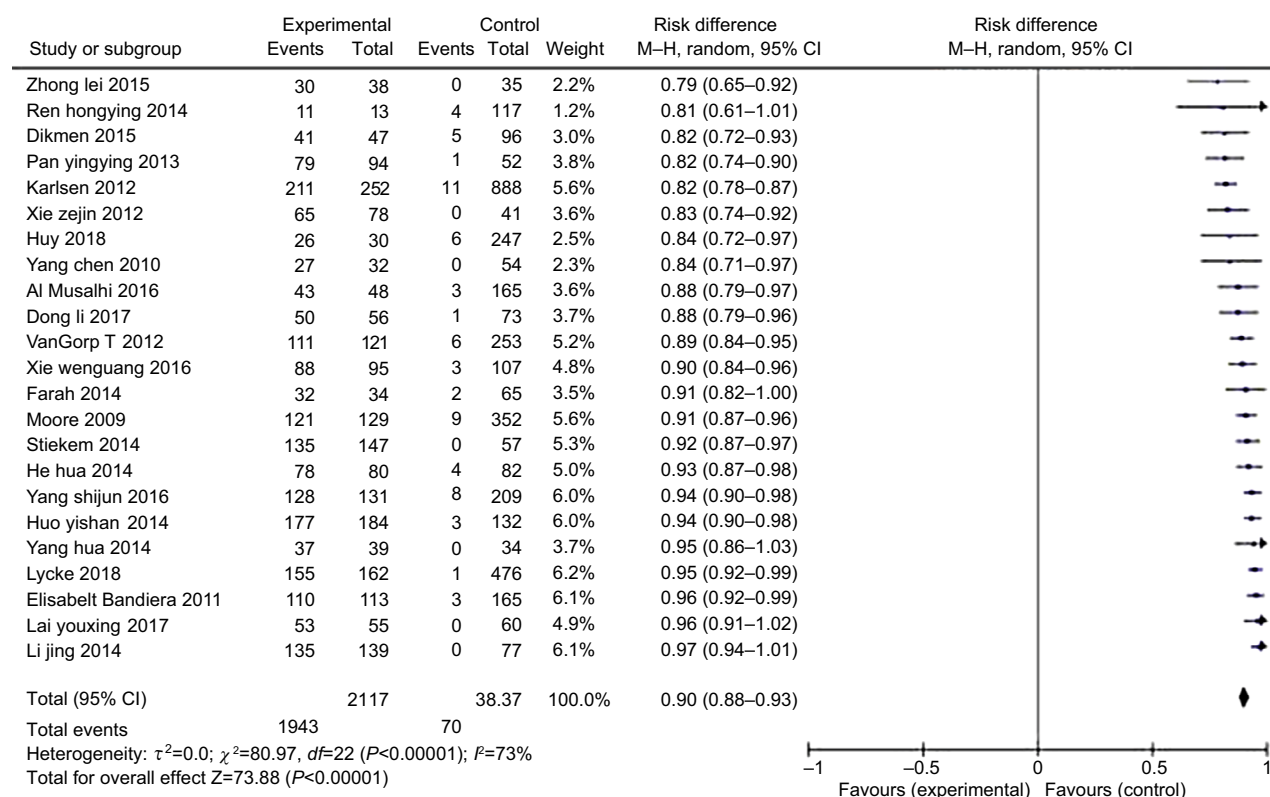 Experimental Control Risk difference Risk difference
Study or subgroup Events Total Events Total Weight M–H, random, 95% CI M–H, random, 95% CI
Zhong lei 2015 30 38 0 35 2.2% 0.79 (0.65–0.92)
Ren hongying 2014 11 13 4 117 1.2% 0.81 (0.61–1.01)
Dikmen 2015 41 47 5 96 3.0% 0.82 (0.72–0.93)
Pan yingying 2013 79 94 1 52 3.8% 0.82 (0.74–0.90)
Karlsen 2012 211 252 11 888 5.6% 0.82 (0.78–0.87)
Xie zejin 2012 65 78 0 41 3.6% 0.83 (0.74–0.92)
Huy 2018 26 30 6 247 2.5% 0.84 (0.72–0.97)
Yang chen 2010 27 32 0 54 2.3% 0.84 (0.71–0.97)
Al Musalhi 2016 43 48 3 165 3.6% 0.88 (0.79–0.97)
Dong li 2017 50 56 1 73 3.7% 0.88 (0.79–0.96)
VanGorp T 2012 111 121 6 253 5.2% 0.89 (0.84–0.95)
Xie wenguang 2016 88 95 3 107 4.8% 0.90 (0.84–0.96)
Farah 2014 32 34 2 65 3.5% 0.91 (0.82–1.00)
Moore 2009 121 129 9 352 5.6% 0.91 (0.87–0.96)
Stiekem 2014 135 147 0 57 5.3% 0.92 (0.87–0.97)
He hua 2014 78 80 4 82 5.0% 0.93 (0.87–0.98)
Yang shijun 2016 128 131 8 209 6.0% 0.94 (0.90–0.98)
Huo yishan 2014 177 184 3 132 6.0% 0.94 (0.90–0.98)
Yang hua 2014 37 39 0 34 3.7% 0.95 (0.86–1.03)
Lycke 2018 155 162 1 476 6.2% 0.95 (0.92–0.99)
Elisabelt Bandiera 2011 110 113 3 165 6.1% 0.96 (0.92–0.99)
Lai youxing 2017 53 55 0 60 4.9% 0.96 (0.91–1.02)
Li jing 2014 135 139 0 77 6.1% 0.97 (0.94–1.01)
Total (95% CI) 2117 38.37 100.0% 0.90 (0.88–0.93)
Total events 1943 70
Heterogeneity: τ²=0.0; χ²=80.97, df=22 (P<0.00001); I²=73%
Total for overall effect Z=73.88 (P<0.00001)
−1 −0.5 0 0.5 1
Favours (experimental) Favours (control)